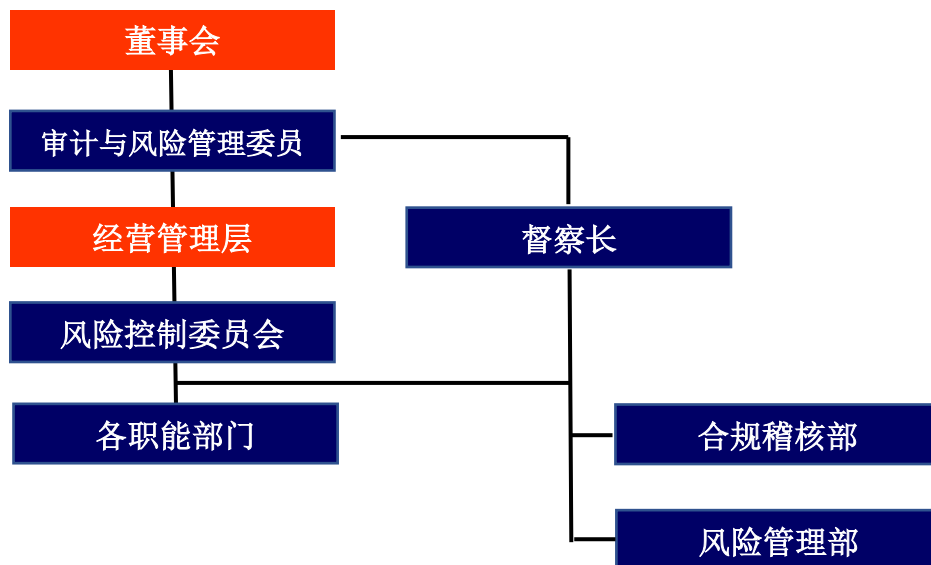 董事会
审计与风险管理委员
经营管理层
督察长
风险控制委员会
各职能部门
合规稽核部
风险管理部